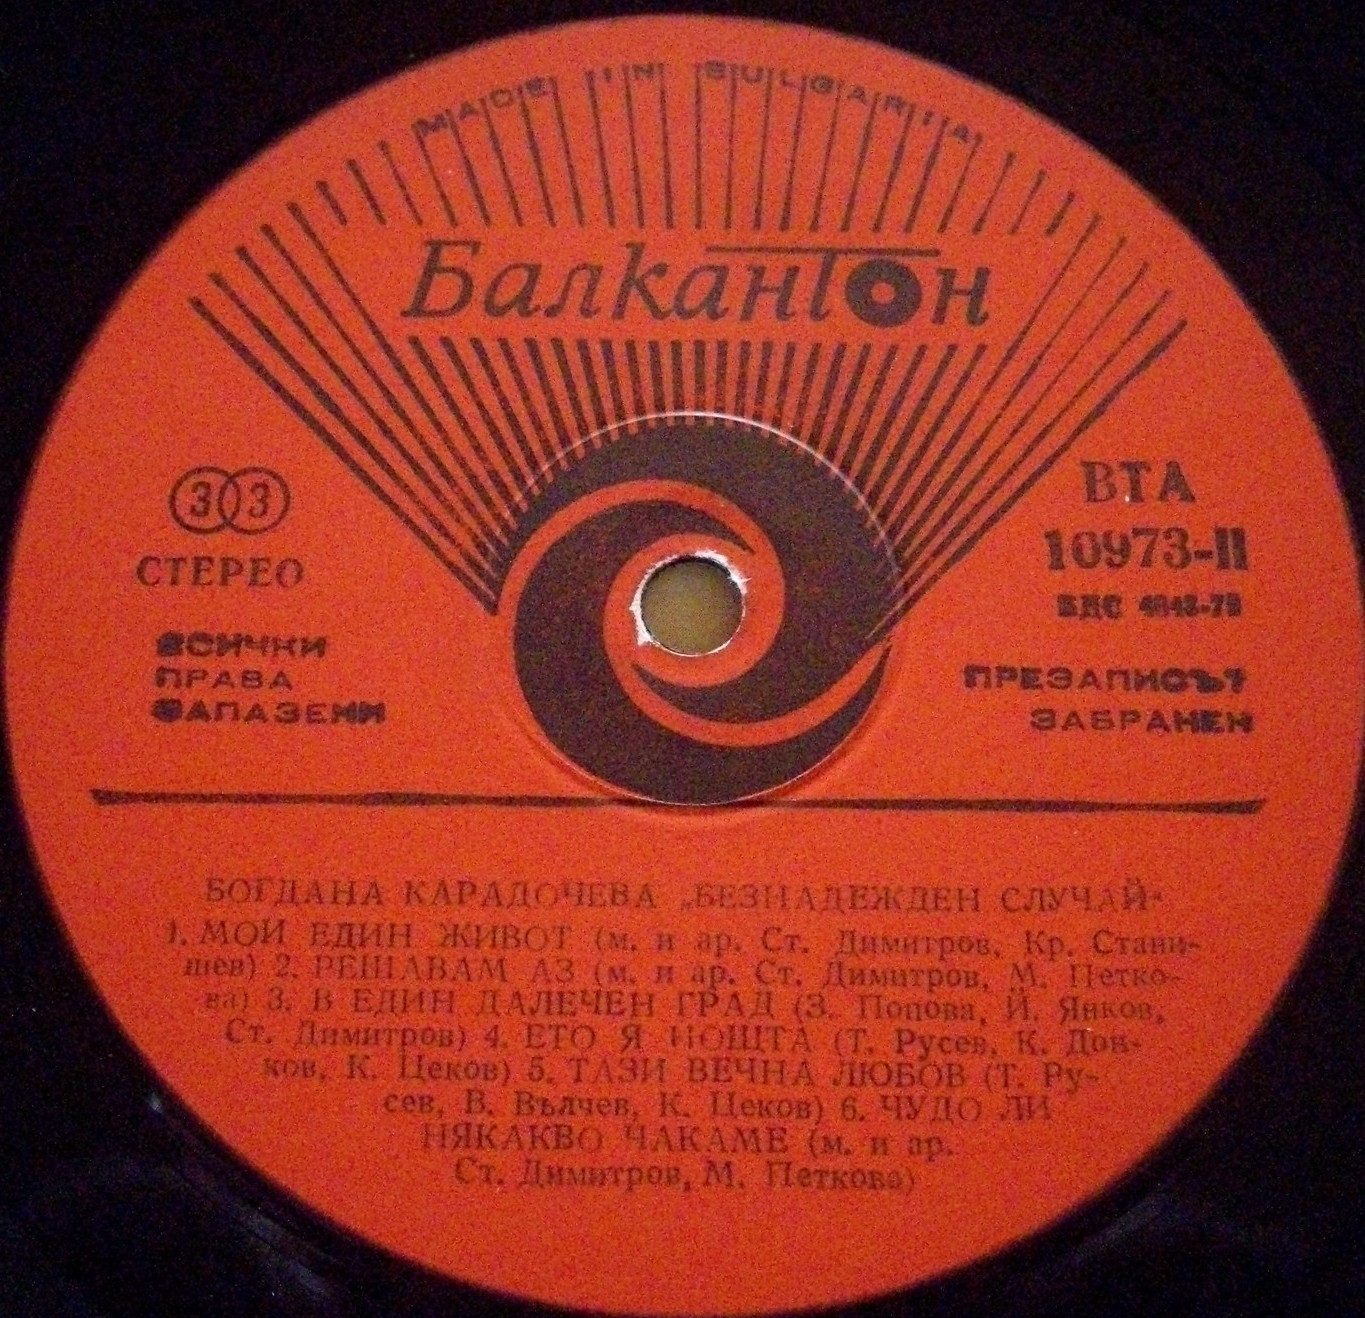 MADE IN BULGARIA
Балкантон
33
СТЕРЕО
ВСИЧКИ
ПРАВА
ЗАПАЗЕНИ
ВТА
10973-II
БДС
ПРЕЗАПИСЪТ
ЗАБРАНЕН
БОГДАНА КАРАДОЧЕВА „БЕЗНАДЕЖДЕН СЛУЧАЙ“
1. МОЙ ЕДИН ЖИВОТ (м. и ар. Ст. Димитров, Кр. Стани-
шев) 2. РЕШАВАМ АЗ (м. и ар. Ст. Димитров, М. Петко-
ва) 3. В ЕДИН ДАЛЕЧЕН ГРАД (З. Попова, Й. Янков,
Ст. Димитров) 4. ЕТО Я НОЩТА (Т. Русев, К. Дон-
ков, К. Цеков) 5. ТАЗИ ВЕЧНА ЛЮБОВ (Т. Ру-
сев, В. Вълчев, К. Цеков) 6. ЧУДО ЛИ
НЯКАКВО ЧАКАМЕ (м. и ар.
Ст. Димитров, М. Петкова)